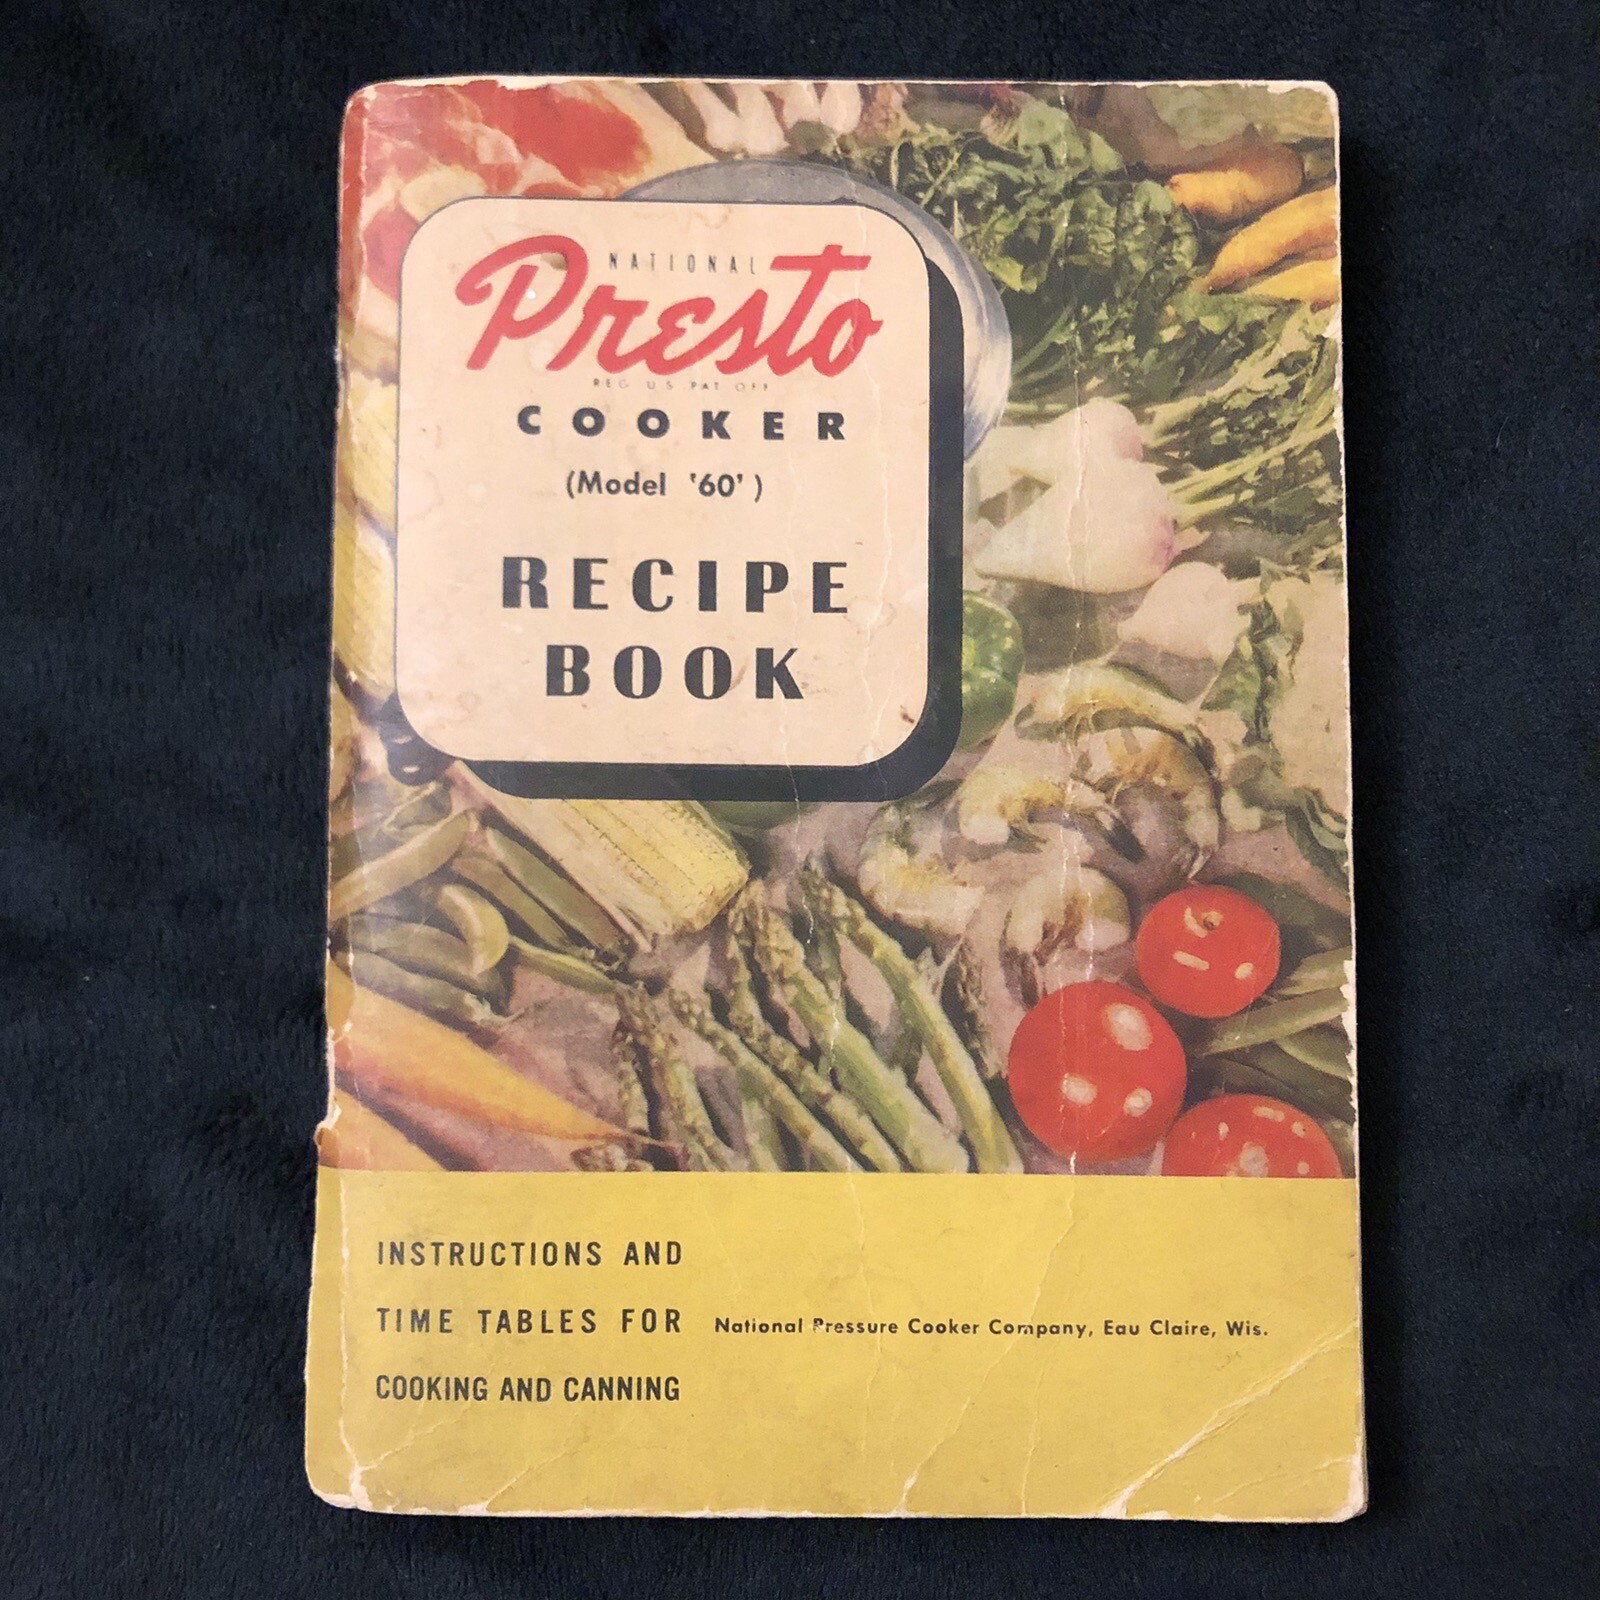 NATIONAL
Presto
REG US PAT OFF
COOKER
(Model '60')
RECIPE
BOOK
INSTRUCTIONS AND
TIME TABLES FOR
COOKING AND CANNING
National Pressure Cooker Company, Eau Claire, Wis.